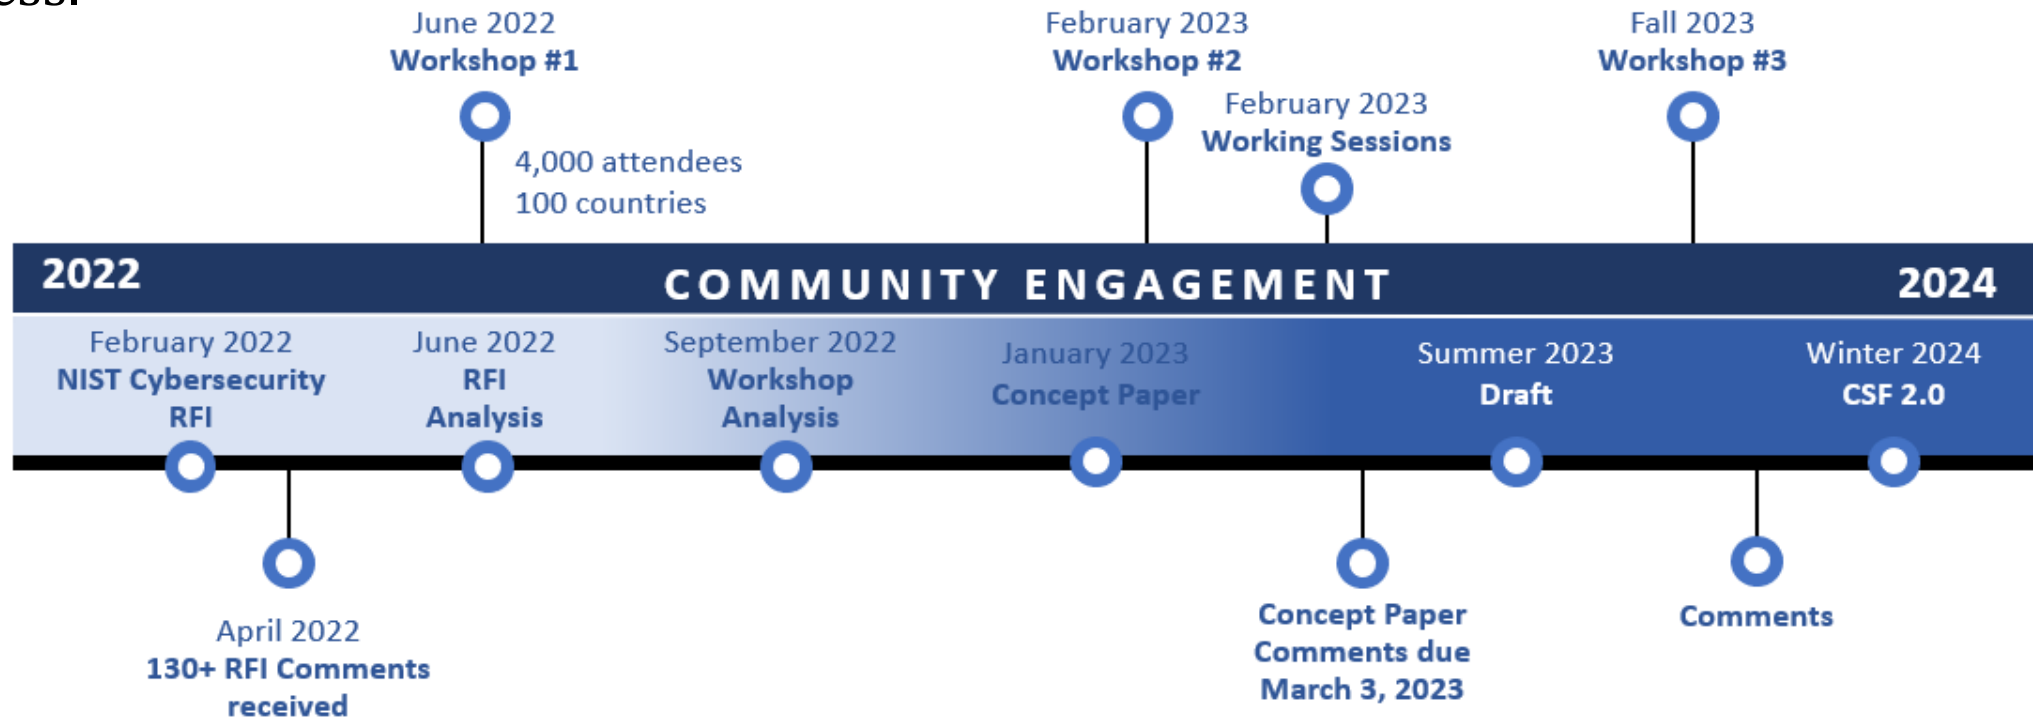 June 2022
Workshop #1
4,000 attendees
100 countries
February 2023
Workshop #2
February 2023
Working Sessions
Fall 2023
Workshop #3
2022
COMMUNITY ENGAGEMENT
2024
February 2022
NIST Cybersecurity
RFI
June 2022
RFI
Analysis
September 2022
Workshop
Analysis
January 2023
Concept Paper
Summer 2023
Draft
Winter 2024
CSF 2.0
April 2022
130+ RFI Comments
received
Concept Paper
Comments due
March 3, 2023
Comments